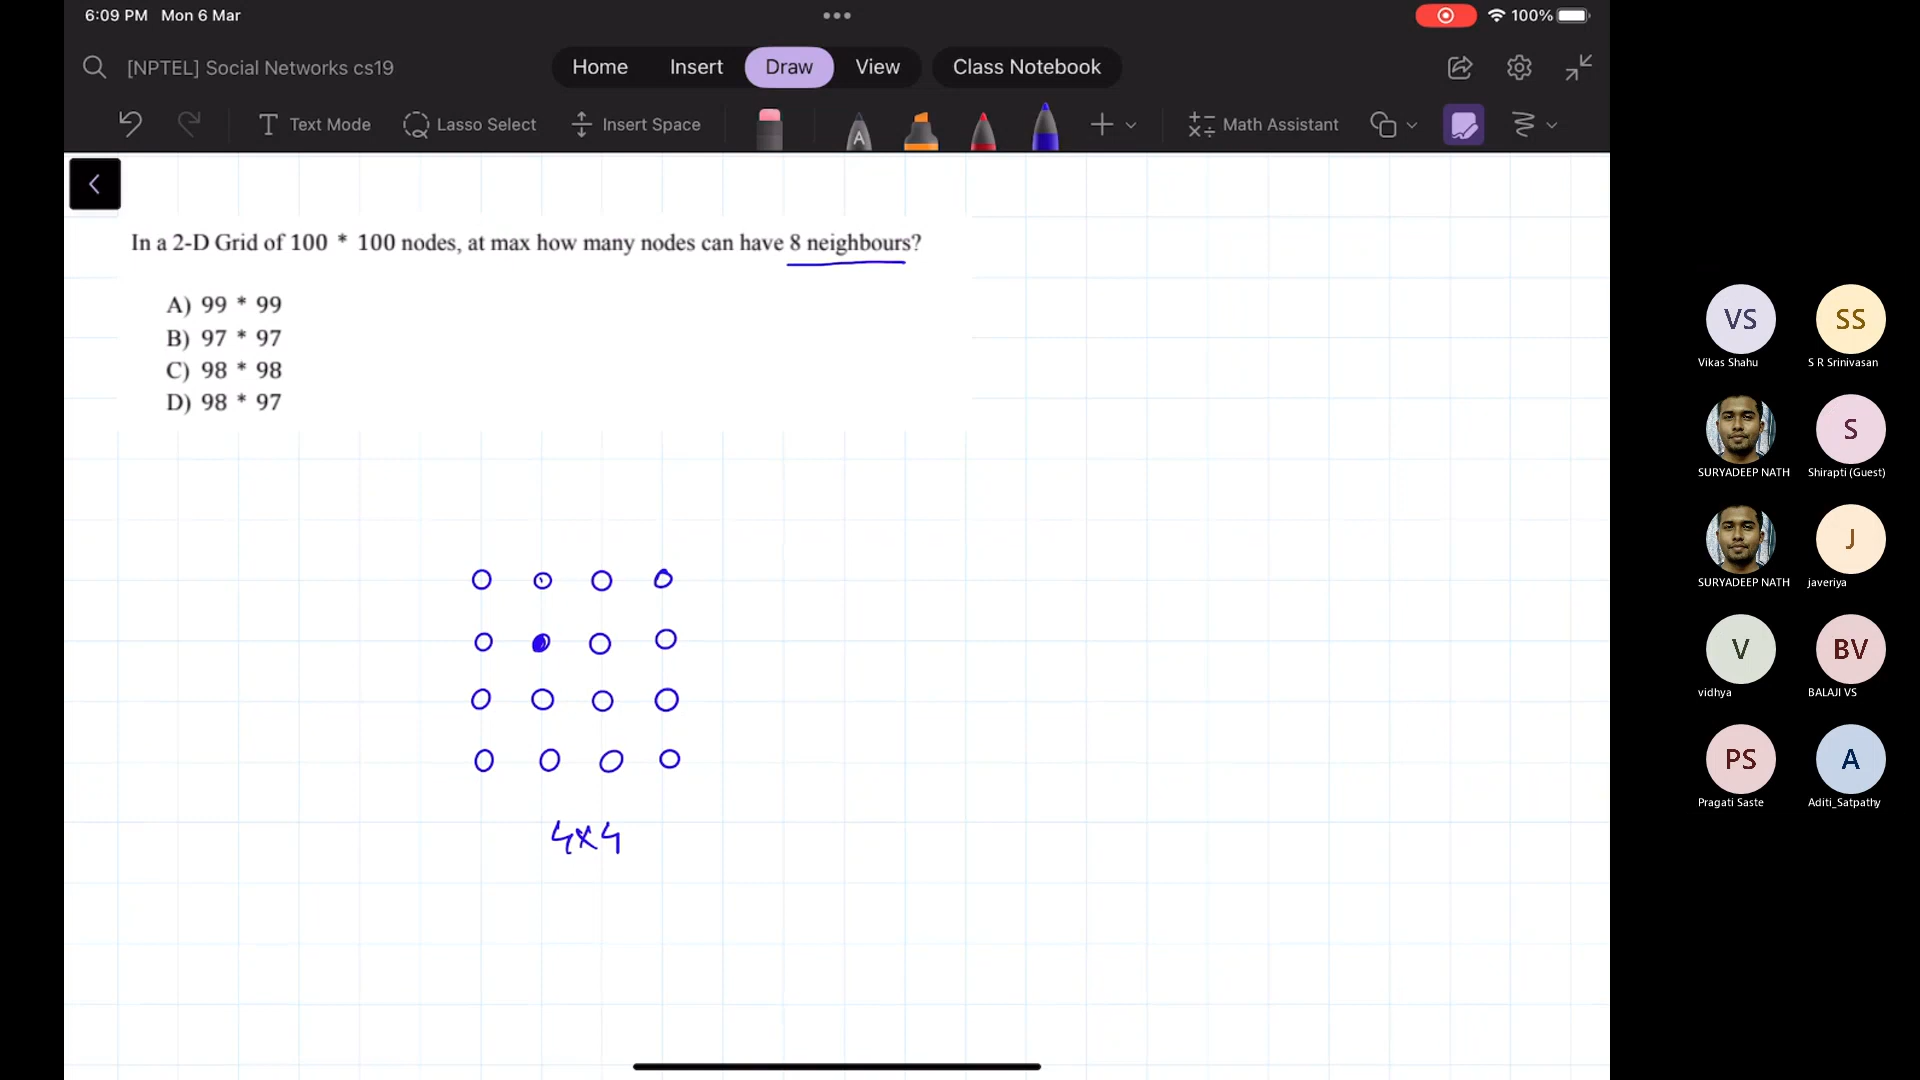 6:09 PM Mon 6 Mar
100%
[NPTEL] Social Networks cs19
Home Insert Draw View Class Notebook
Text Mode Lasso Select Insert Space A Math Assistant
In a 2-D Grid of 100 * 100 nodes, at max how many nodes can have 8 neighbours?
A) 99 * 99
B) 97 * 97
C) 98 * 98
D) 98 * 97
4x4
VS SS
Vikas Shahu S R Srinivasan
S
SURYADEEP NATH Shirapti (Guest)
J
SURYADEEP NATH javeriya
V BV
vidhya BALAJI VS
PS A
Pragati Saste Aditi_Satpathy